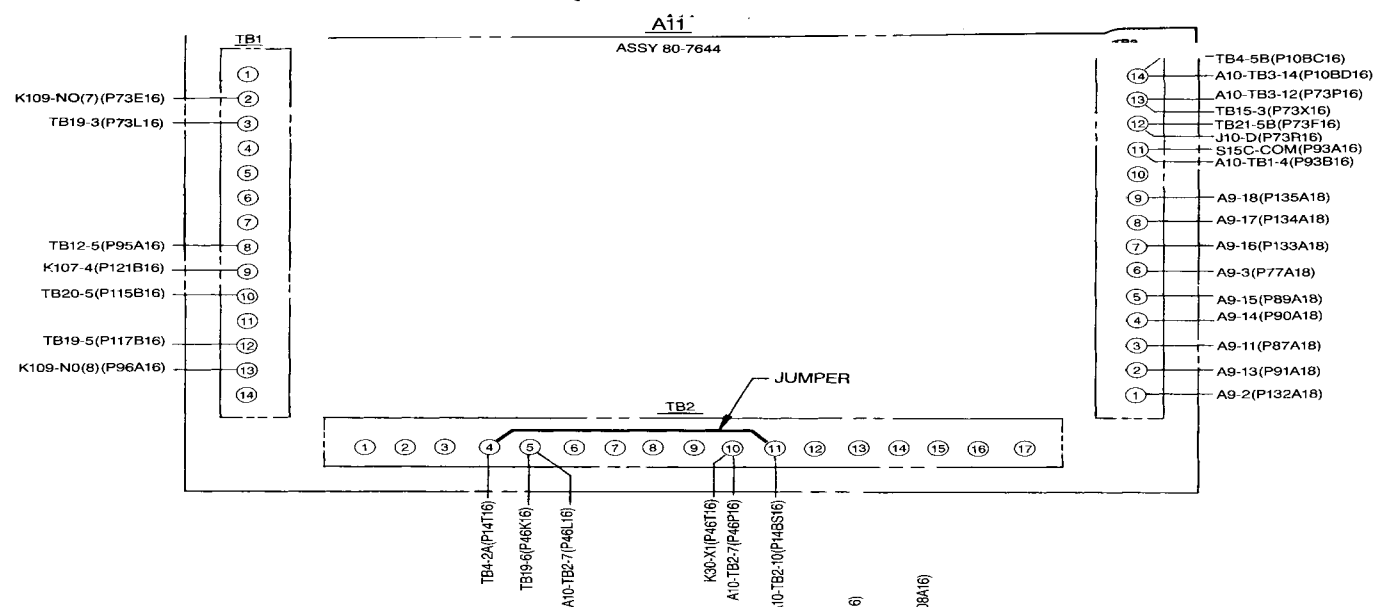 A11
ASSY 80-7644
TB1
1
K109-NO(7)(P73E16) 2
TB19-3(P73L16) 3
4
5
6
7
TB12-5(P95A16) 8
K107-4(P121B16) 9
TB20-5(P115B16) 10
11
TB19-5(P117B16) 12
K109-N0(8)(P96A16) 13
14
TB4-5B(P10BC16)
14 A10-TB3-14(P10BD16)
13 A10-TB3-12(P73P16)
TB15-3(P73X16)
12 TB21-5B(P73F16)
J10-D(P73R16)
11 S15C-COM(P93A16)
A10-TB1-4(P93B16)
10
9 A9-18(P135A18)
8 A9-17(P134A18)
7 A9-16(P133A18)
6 A9-3(P77A18)
5 A9-15(P89A18)
4 A9-14(P90A18)
3 A9-11(P87A18)
2 A9-13(P91A18)
1 A9-2(P132A18)
JUMPER
TB2
1 2 3 4 5 6 7 8 9 10 11 12 13 14 15 16 17
TB4-2A(P14T16)
TB19-6(P46K16)
A10-TB2-7(P46L16)
K30-X1(P46T16)
A10-TB2-7(P46P16)
A10-TB2-10(P14BS16)
6)
08A16)